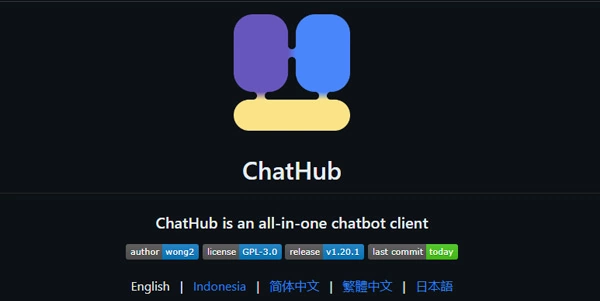 ChatHub
ChatHub is an all-in-one chatbot client
author wong2 license GPL-3.0 release v1.20.1 last commit today
English | Indonesia | 简体中文 | 繁體中文 | 日本語